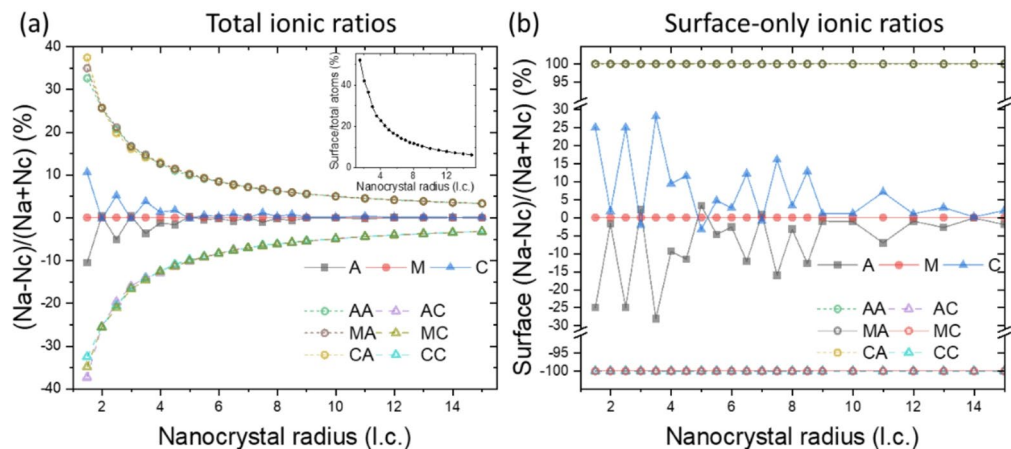 (a) Total ionic ratios
(Na-Nc)/(Na+Nc) (%)
40
30
20
10
0
-10
-20
-30
-40
2 4 6 8 10 12 14
Nanocrystal radius (l.c.)
Surface/total atoms (%)
40
20
0
4 8 12
Nanocrystal radius (l.c.)
A M C
AA AC
MA MC
CA CC
(b) Surface-only ionic ratios
Surface (Na-Nc)/(Na+Nc) (%)
100
95
30
25
20
15
10
5
0
-5
-10
-15
-20
-25
-30
-95
-100
2 4 6 8 10 12 14
Nanocrystal radius (l.c.)
A M C
AA AC
MA MC
CA CC